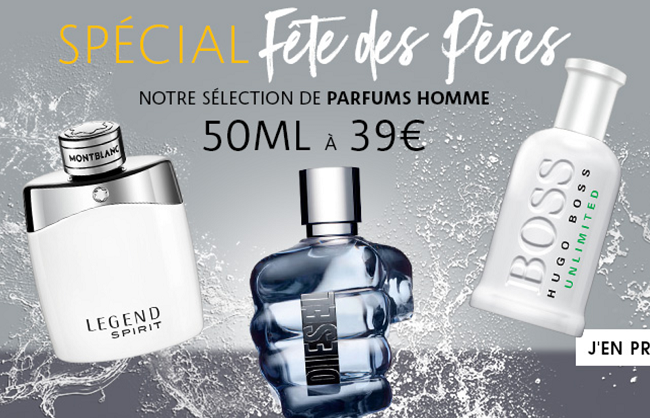 SPÉCIAL Fête des Pères
NOTRE SÉLECTION DE PARFUMS HOMME
50ML À 39€
MONTBLANC
LEGEND
SPIRIT
DIESEL
BOSS
HUGO BOSS
UNLIMITED
J'EN PR